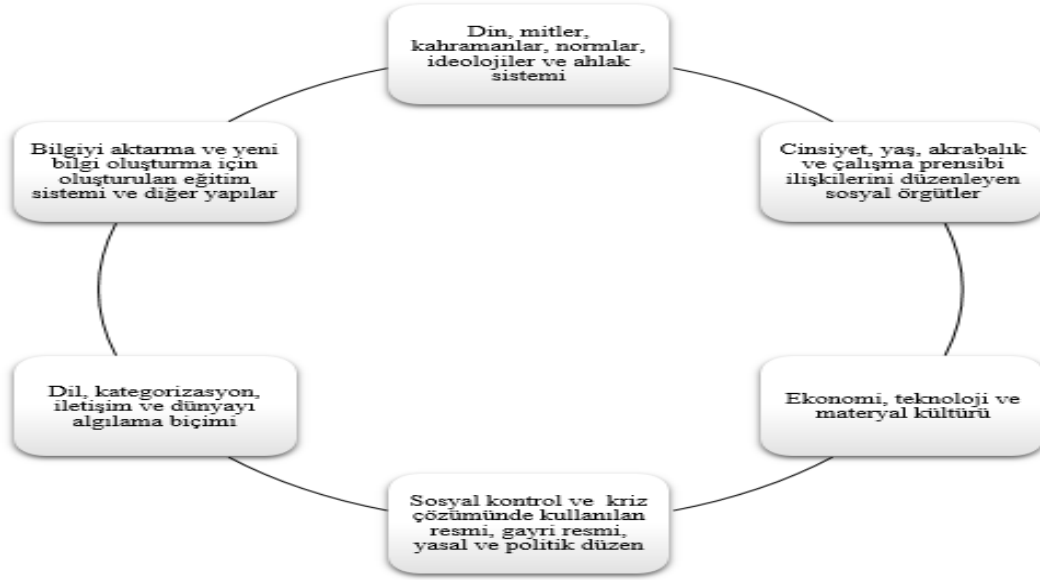 Din, mitler,
kahramanlar, normlar,
ideolojiler ve ahlak
sistemi
Cinsiyet, yaş, akrabalık
ve çalışma prensibi
ilişkilerini düzenleyen
sosyal örgütler
Ekonomi, teknoloji ve
materyal kültürü
Sosyal kontrol ve kriz
çözümünde kullanılan
resmi, gayri resmi,
yasal ve politik düzen
Dil, kategorizasyon,
iletişim ve dünyayı
algılama biçimi
Bilgiyi aktarma ve yeni
bilgi oluşturma için
oluşturulan eğitim
sistemi ve diğer yapılar